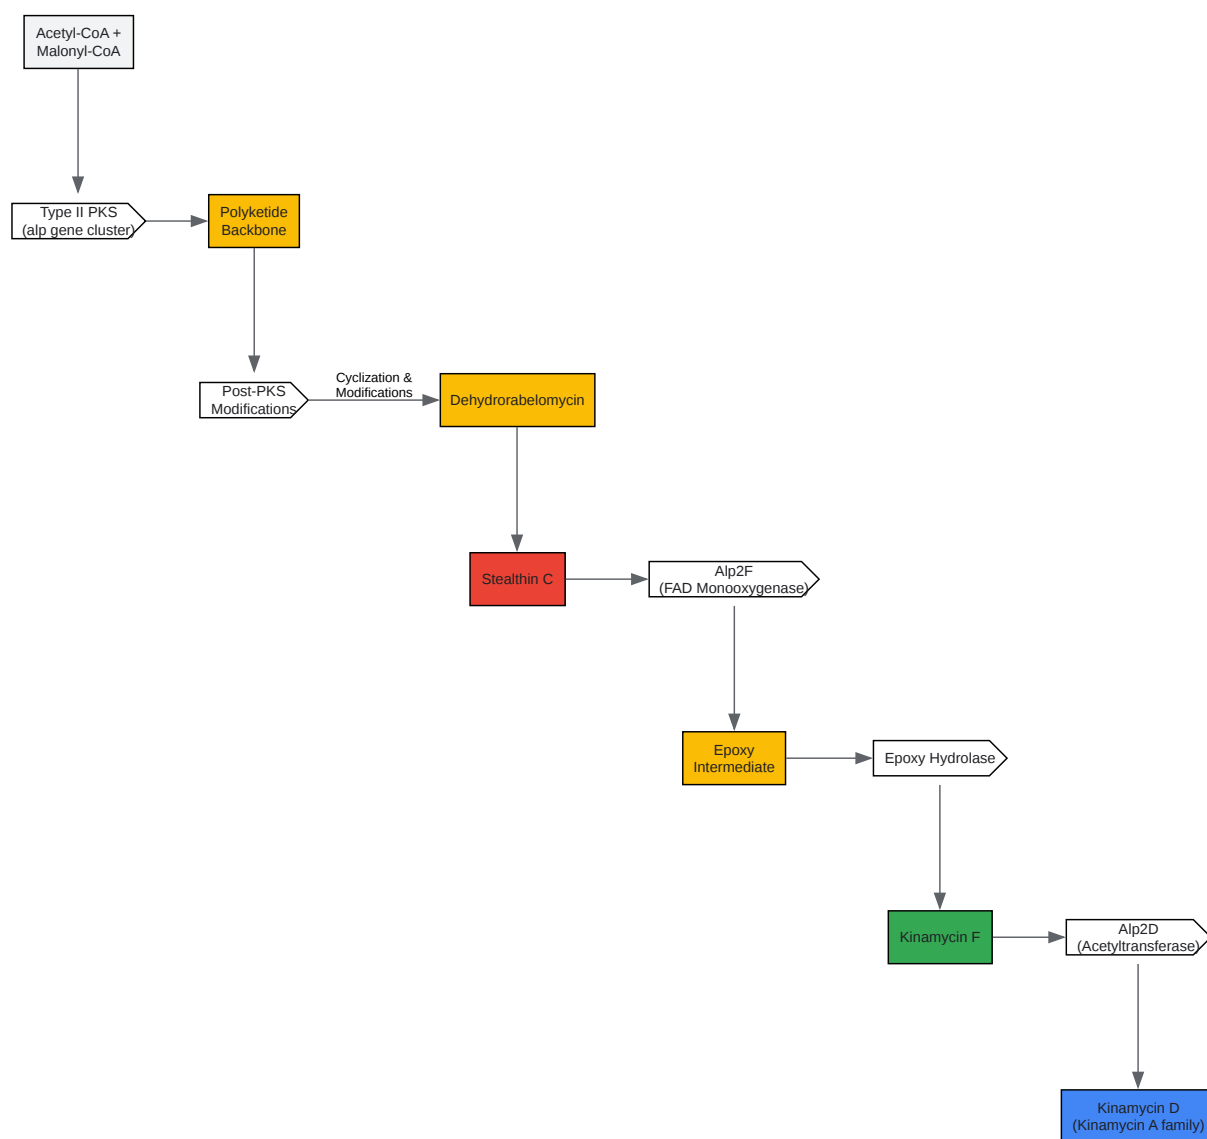 Acetyl-CoA +
Malonyl-CoA
Type II PKS
(alp gene cluster)
Polyketide
Backbone
Post-PKS
Modifications
Cyclization &
Modifications
Dehydrorabelomycin
Stealthin C
Alp2F
(FAD Monooxygenase)
Epoxy
Intermediate
Epoxy Hydrolase
Kinamycin F
Alp2D
(Acetyltransferase)
Kinamycin D
(Kinamycin A family)